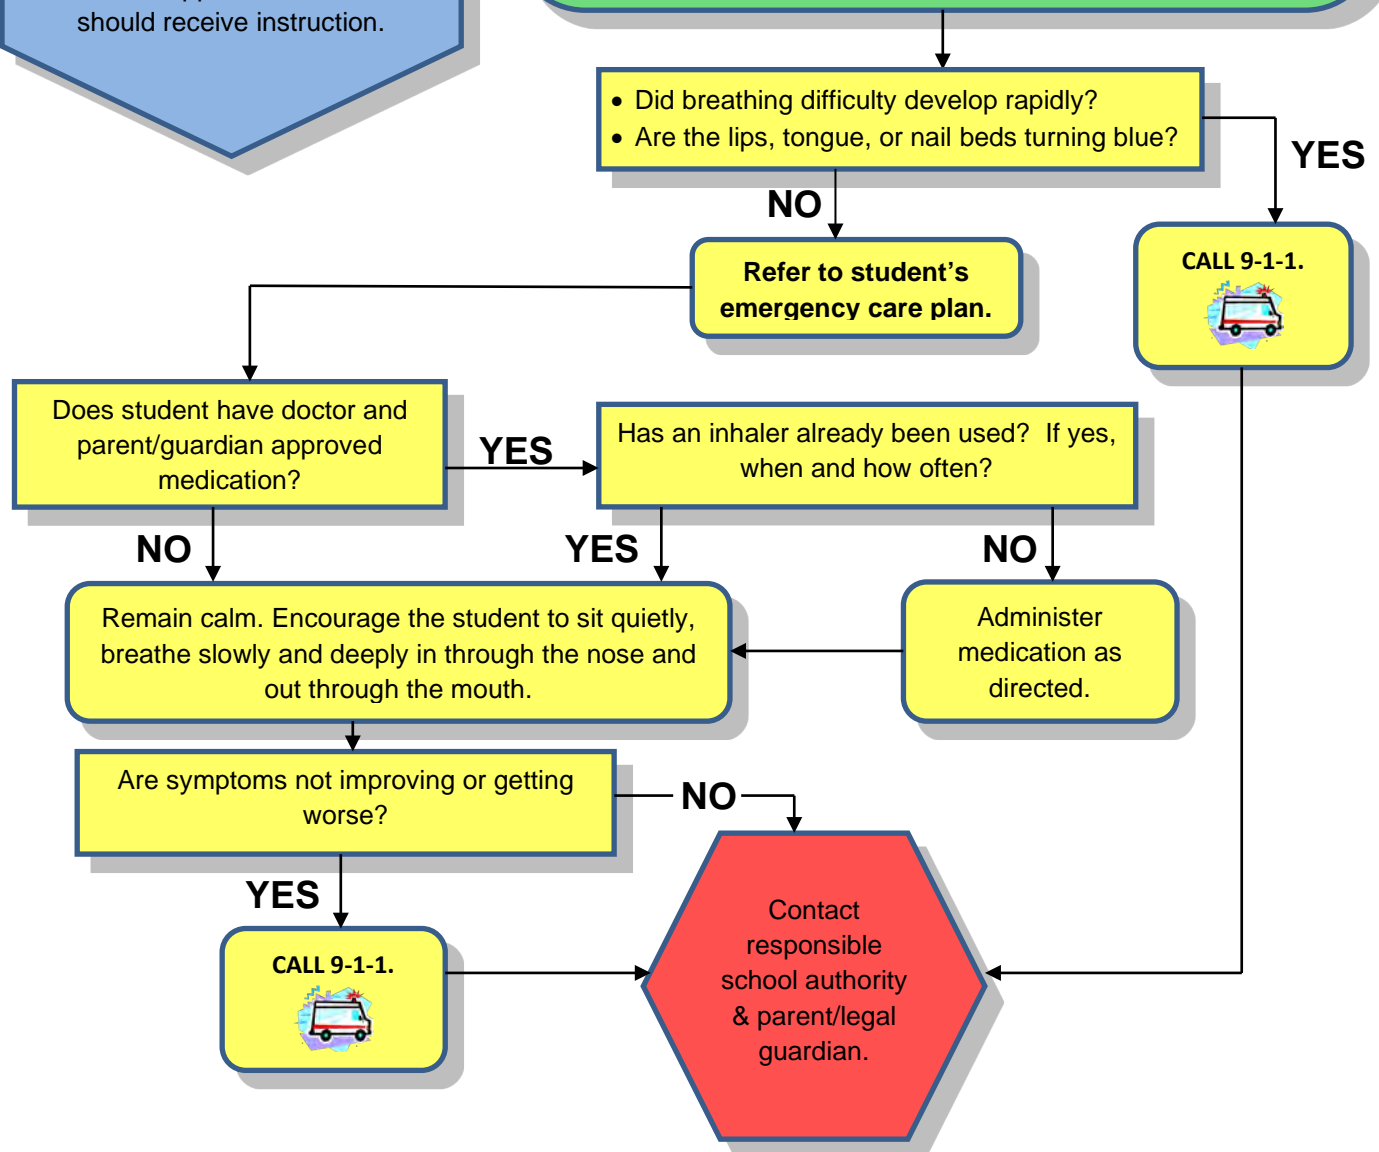 should receive instruction.
• Did breathing difficulty develop rapidly?
• Are the lips, tongue, or nail beds turning blue?
YES
NO
Refer to student's
emergency care plan.
CALL 9-1-1.
Does student have doctor and
parent/guardian approved
medication?
YES
Has an inhaler already been used?  If yes,
when and how often?
NO
YES
NO
Remain calm. Encourage the student to sit quietly,
breathe slowly and deeply in through the nose and
out through the mouth.
Administer
medication as
directed.
Are symptoms not improving or getting
worse?
NO
YES
CALL 9-1-1.
Contact
responsible
school authority
& parent/legal
guardian.